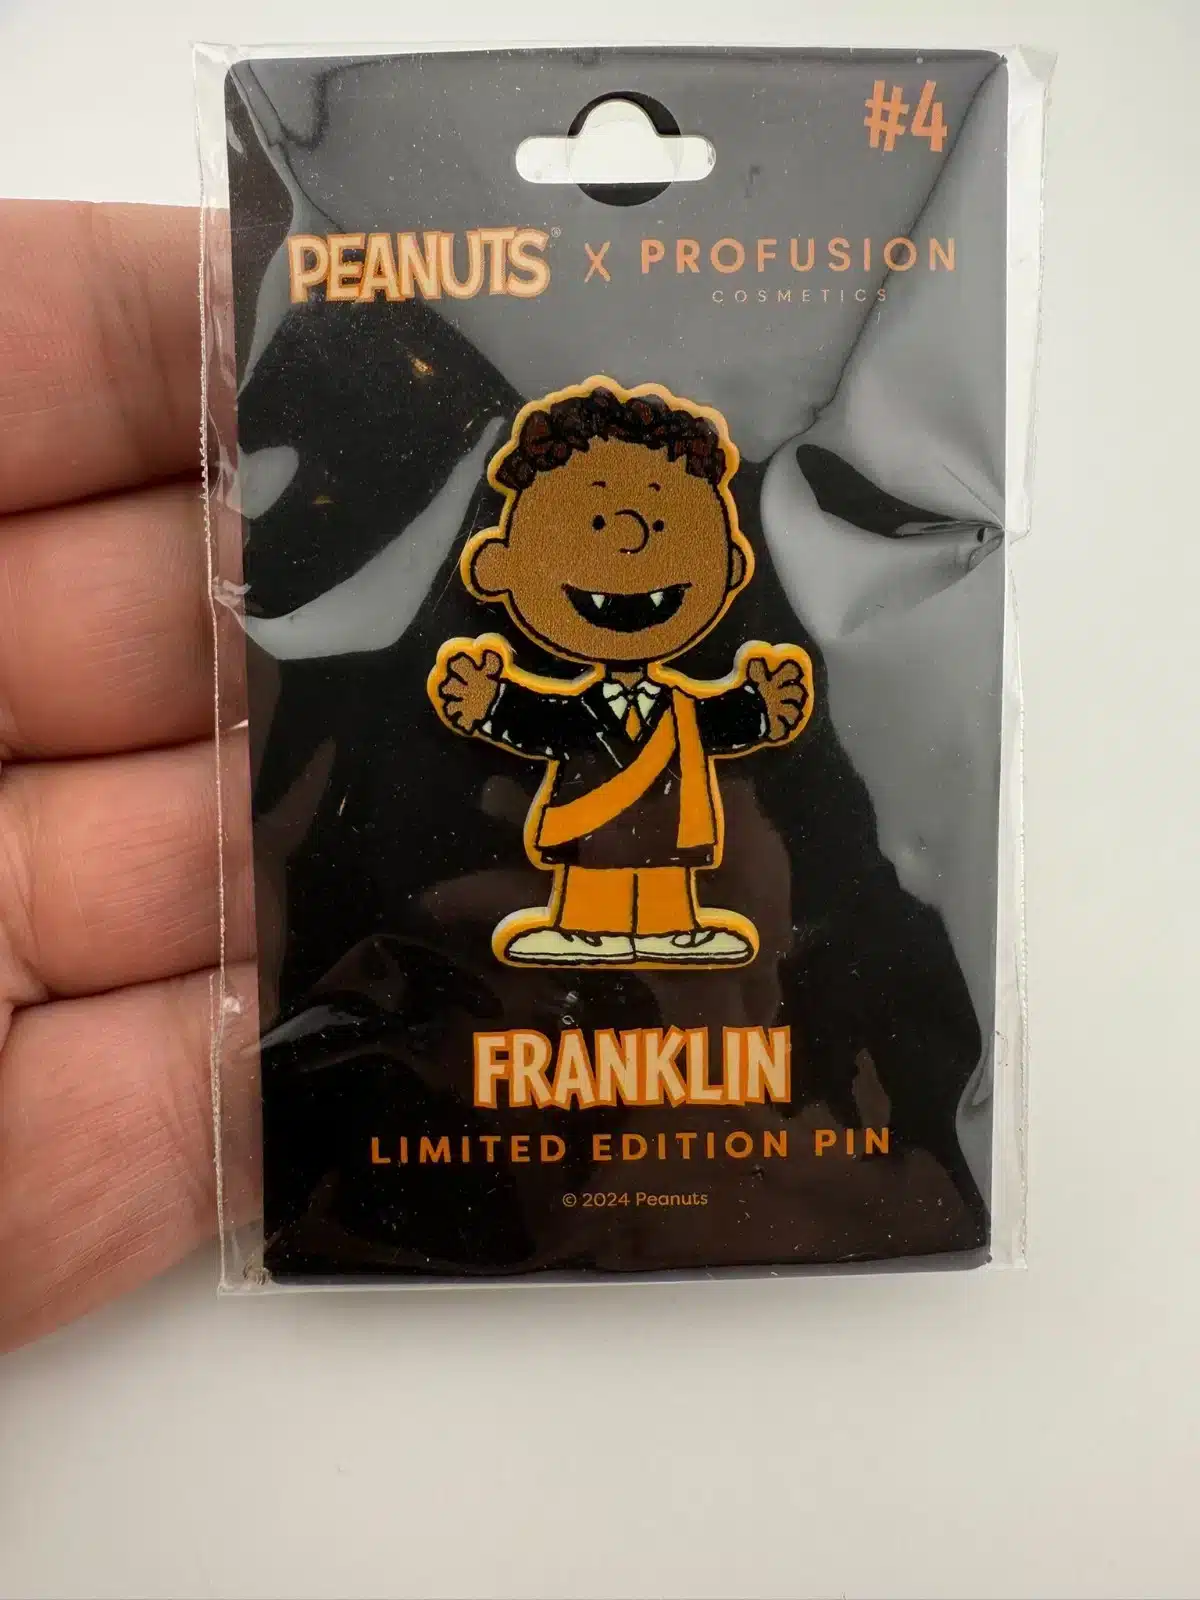 #4
PEANUTS® X PROFUSION
COSMETICS
FRANKLIN
LIMITED EDITION PIN
© 2024 Peanuts